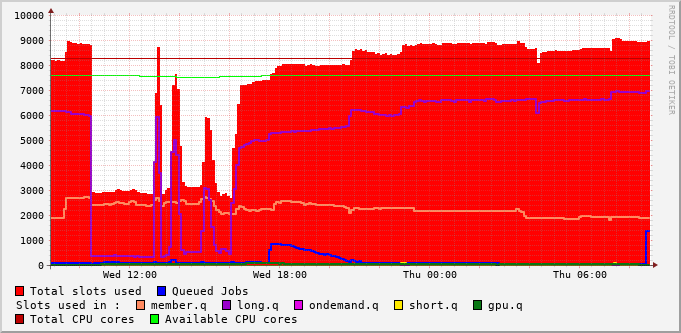 RRDTOOL / TOBI OETIKER
10000
9000
8000
7000
6000
5000
4000
3000
2000
1000
0
Wed 12:00 Wed 18:00 Thu 00:00 Thu 06:00
Total slots used Queued Jobs
Slots used in : member.q long.q ondemand.q short.q gpu.q
Total CPU cores Available CPU cores